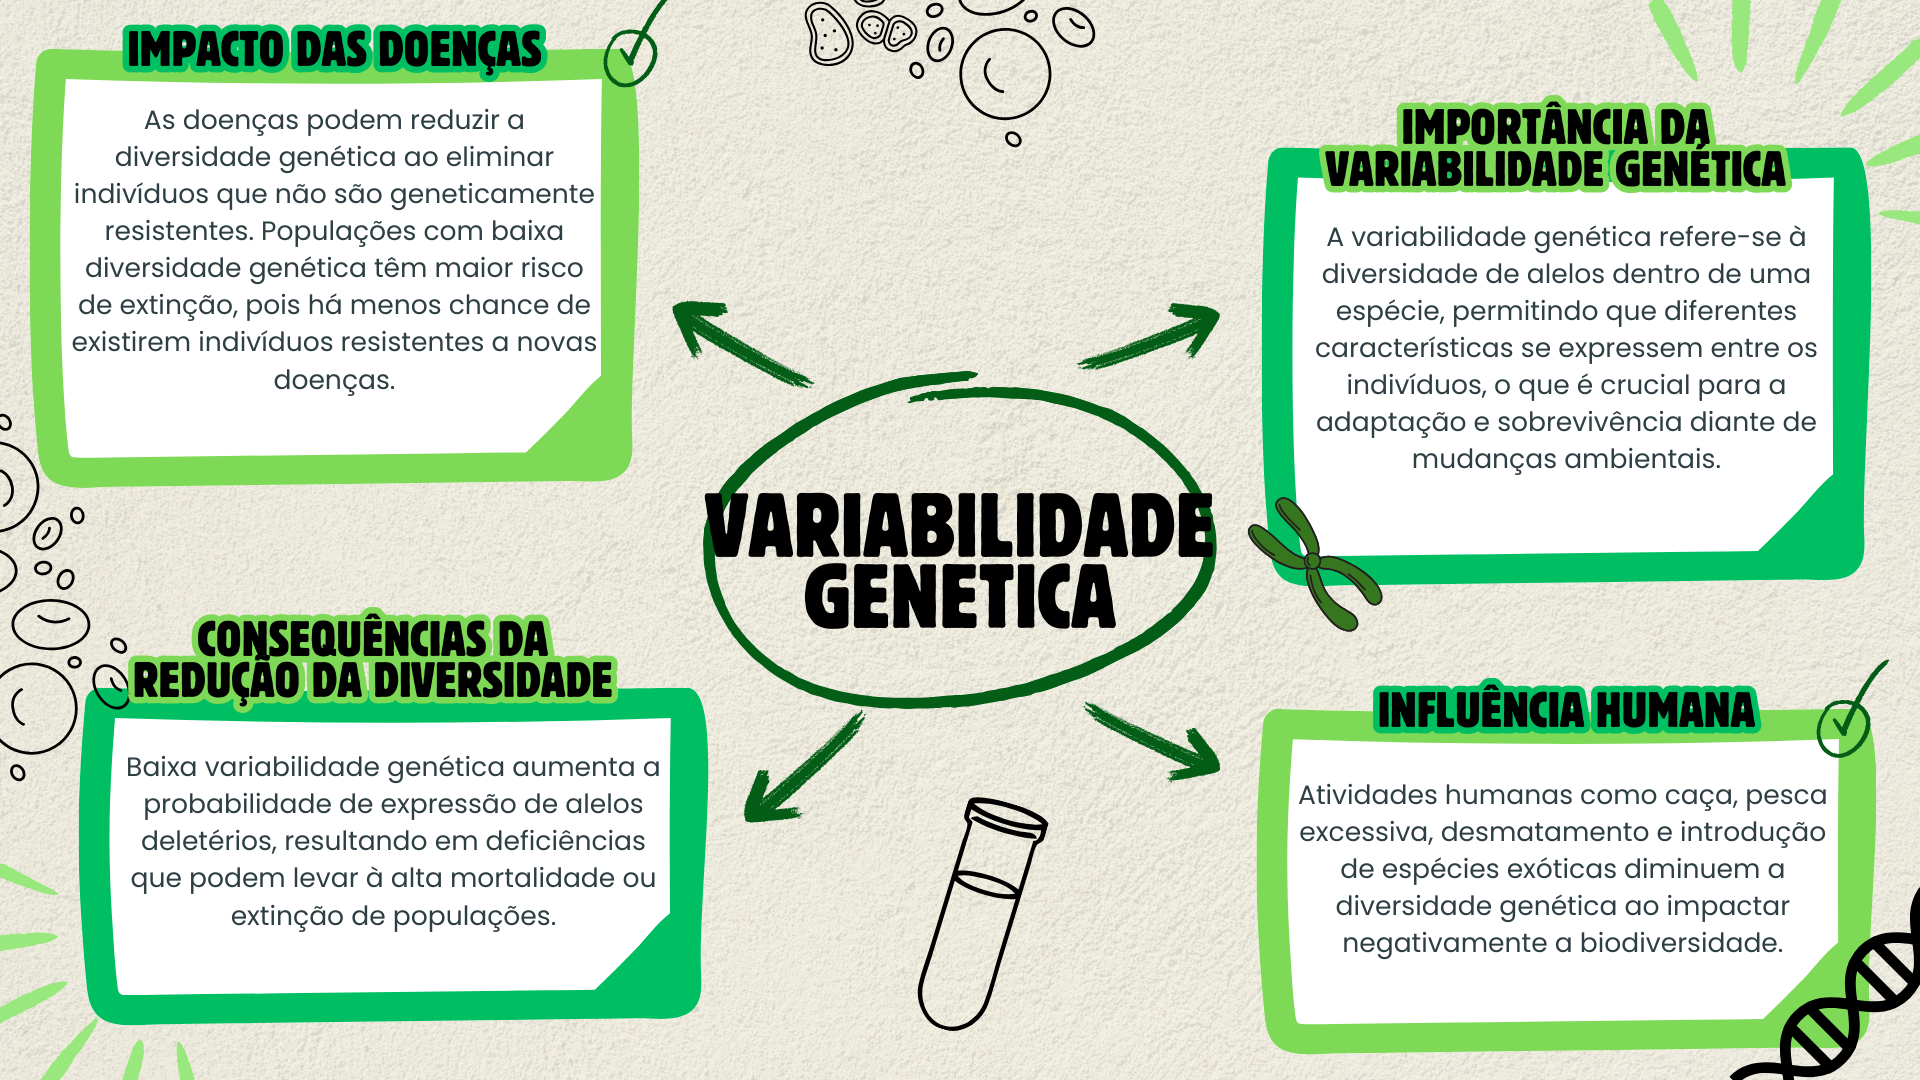 IMPACTO DAS DOENÇAS
As doenças podem reduzir a
diversidade genética ao eliminar
indivíduos que não são geneticamente
resistentes. Populações com baixa
diversidade genética têm maior risco
de extinção, pois há menos chance de
existirem indivíduos resistentes a novas
doenças.
IMPORTÂNCIA DA
VARIABILIDADE GENÉTICA
A variabilidade genética refere-se à
diversidade de alelos dentro de uma
espécie, permitindo que diferentes
características se expressem entre os
indivíduos, o que é crucial para a
adaptação e sobrevivência diante de
mudanças ambientais.
VARIABILIDADE
GENETICA
CONSEQUÊNCIAS DA
REDUÇÃO DA DIVERSIDADE
Baixa variabilidade genética aumenta a
probabilidade de expressão de alelos
deletérios, resultando em deficiências
que podem levar à alta mortalidade ou
extinção de populações.
INFLUÊNCIA HUMANA
Atividades humanas como caça, pesca
excessiva, desmatamento e introdução
de espécies exóticas diminuem a
diversidade genética ao impactar
negativamente a biodiversidade.